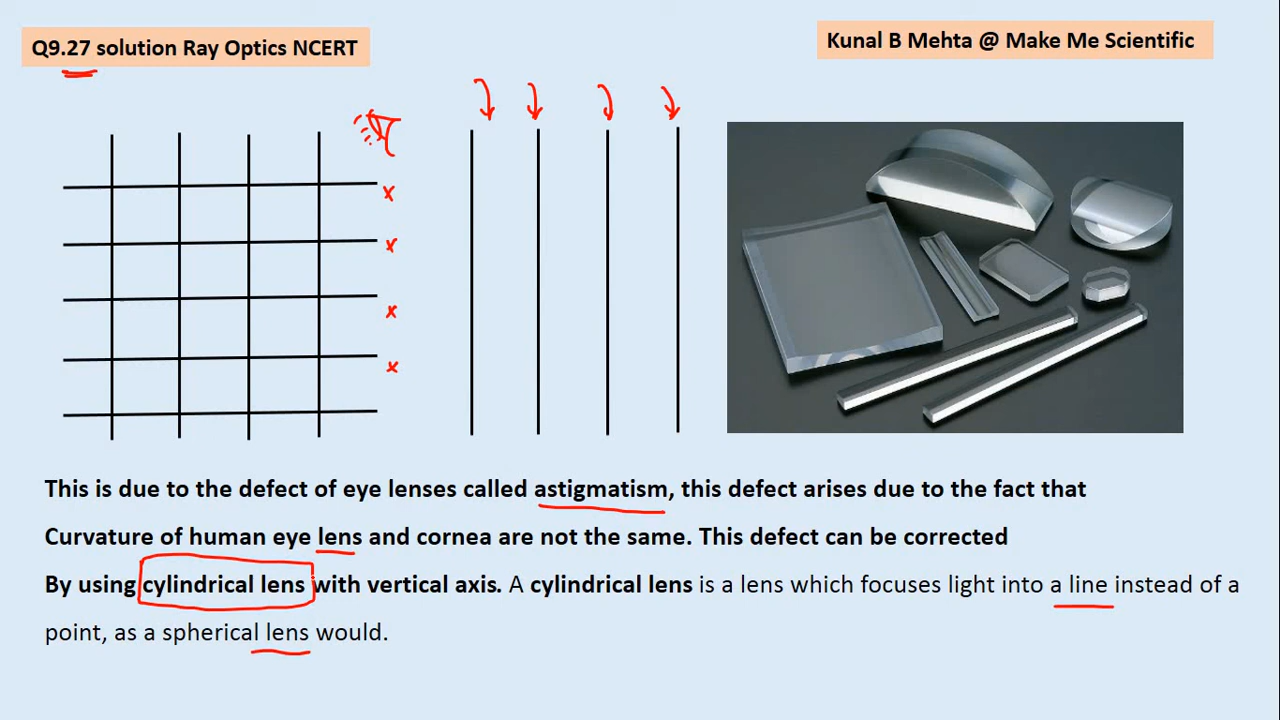 Q9.27 solution Ray Optics NCERT
Kunal B Mehta @ Make Me Scientific
This is due to the defect of eye lenses called astigmatism, this defect arises due to the fact that
Curvature of human eye lens and cornea are not the same. This defect can be corrected
By using cylindrical lens with vertical axis. A cylindrical lens is a lens which focuses light into a line instead of a
point, as a spherical lens would.